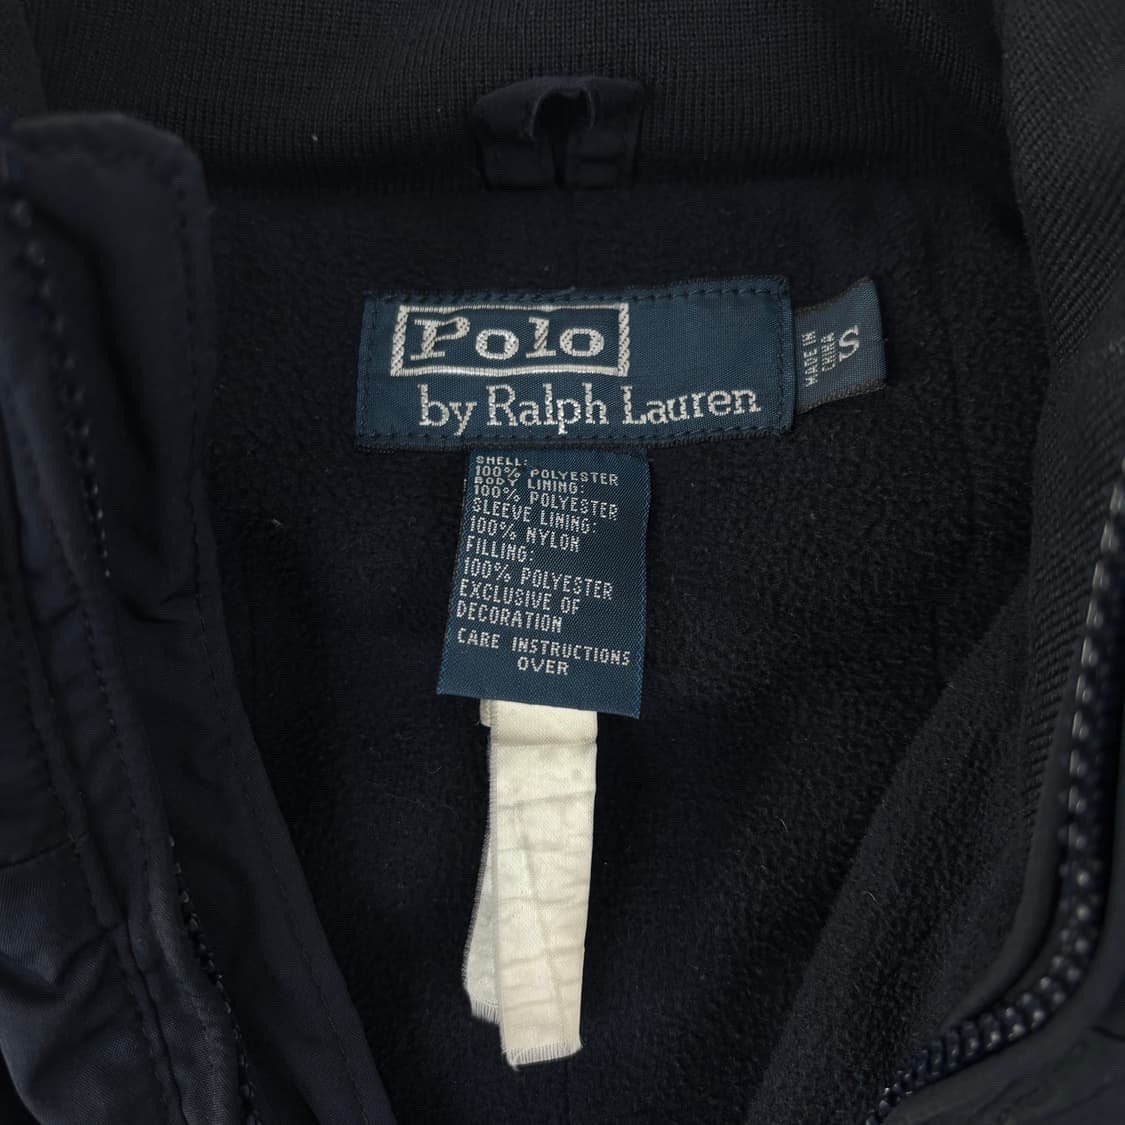 Polo
by Ralph Lauren
MADE IN
CHINA
S
SHELL:
100% POLYESTER
BODY LINING:
100% POLYESTER
SLEEVE LINING:
100% NYLON
FILLING:
100% POLYESTER
EXCLUSIVE OF
DECORATION
CARE INSTRUCTIONS
OVER